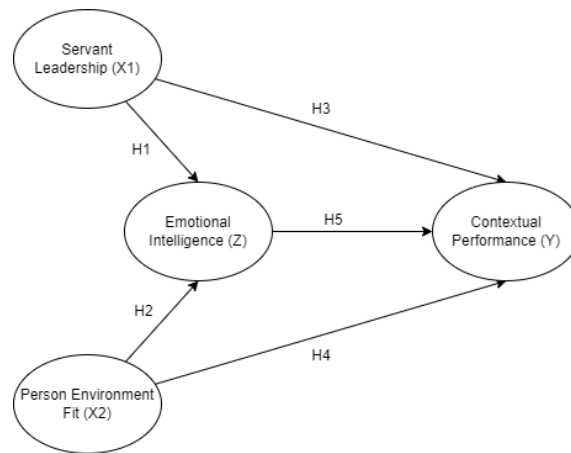 Servant
Leadership (X1)
H3
H1
Emotional
Intelligence (Z)
H5
Contextual
Performance (Y)
H2
H4
Person Environment
Fit (X2)